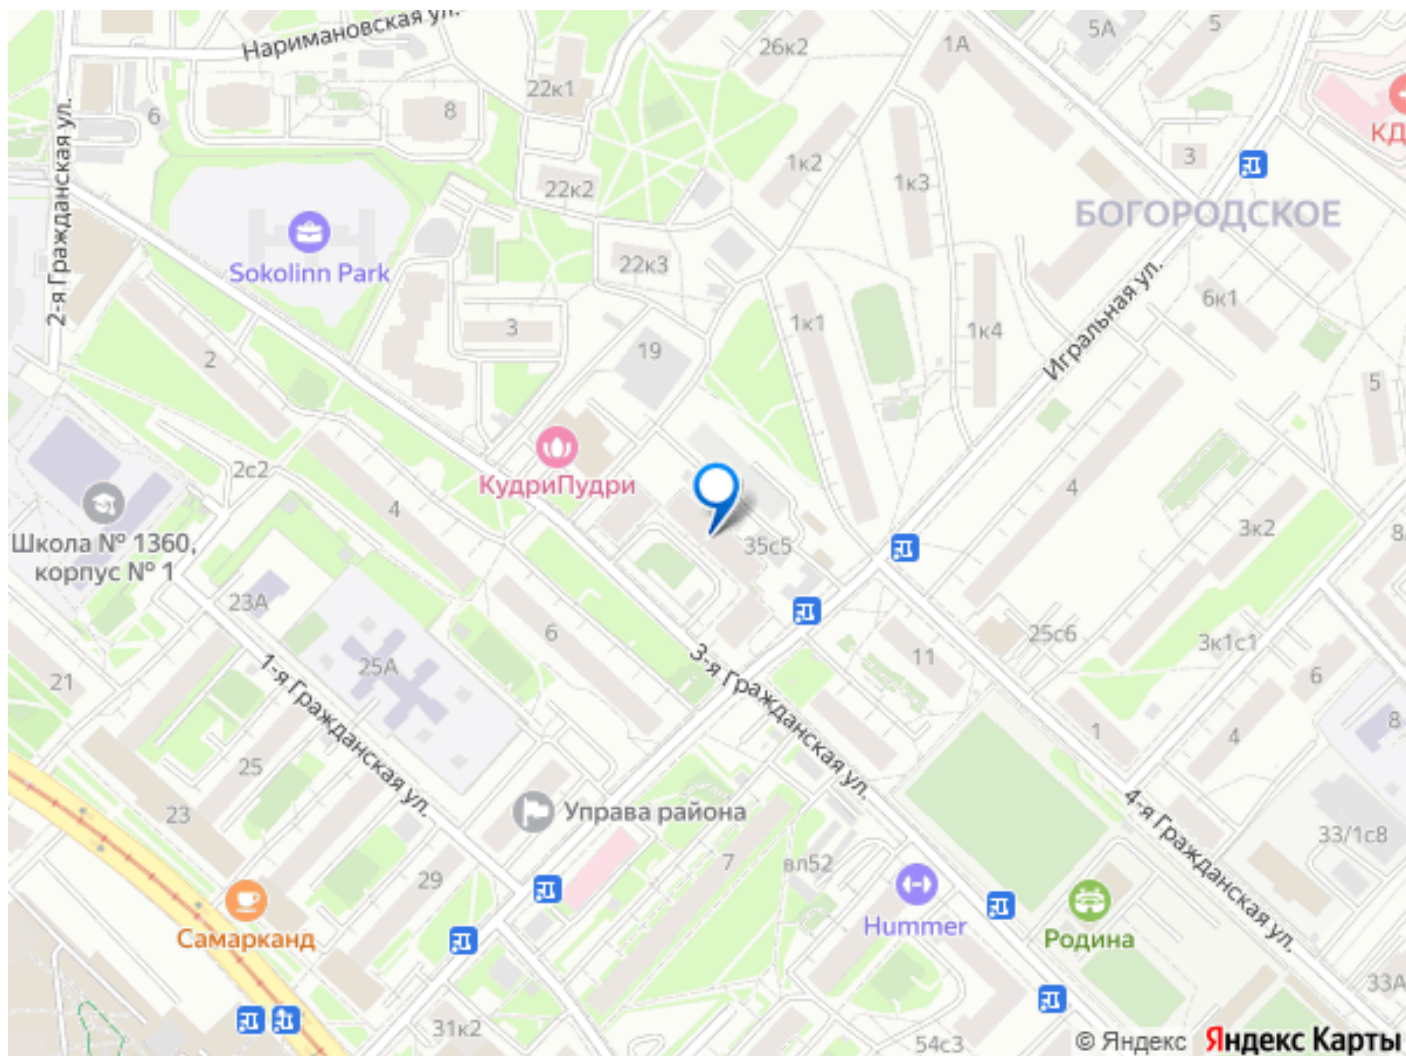 Наримановская ул.
26к2
1А
5А
5
22к1
8
6
2-я Гражданская ул.
КД
3
1к2
1к3
22к2
БОГОРОДСКОЕ
Sokolinn Park
22к3
6к1
1к1
1к4
Игральная ул.
3
19
2
5
2с2
КудриПудри
4
4
Школа № 1360,
корпус № 1
35с5
3к2
8
23А
6
25А
11
25с6
3к1с1
21
3-я Гражданская ул.
1-я Гражданская ул.
6
8
1
4
25
23
Управа района
4-я Гражданская ул.
33/1с8
7
вл52
29
Hummer
Самарканд
Родина
33А
31к2
54с3
© Яндекс
Яндекс Карты